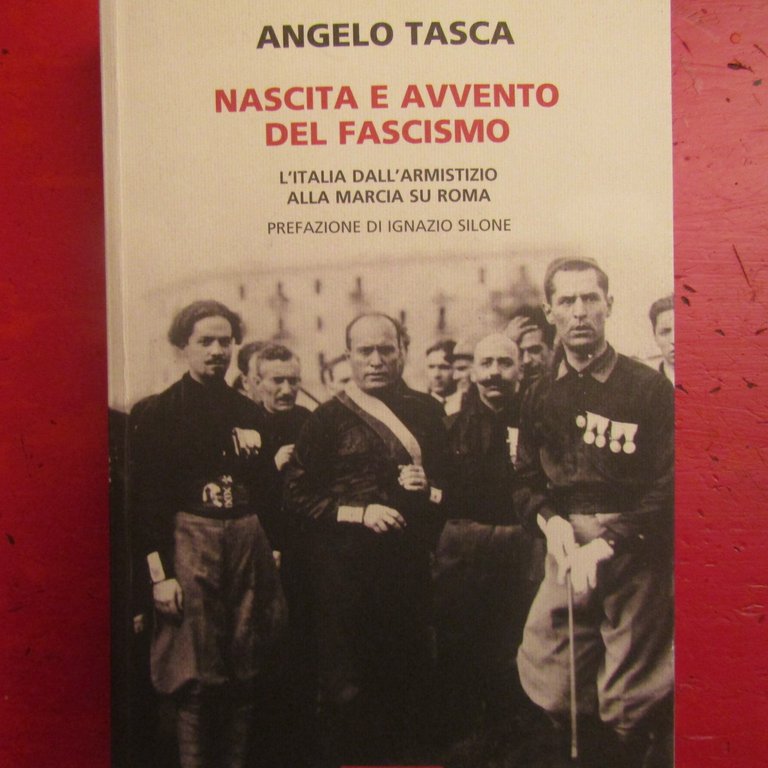 ANGELO TASCA
NASCITA E AVVENTO
DEL FASCISMO
L'ITALIA DALL'ARMISTIZIO
ALLA MARCIA SU ROMA
PREFAZIONE DI IGNAZIO SILONE